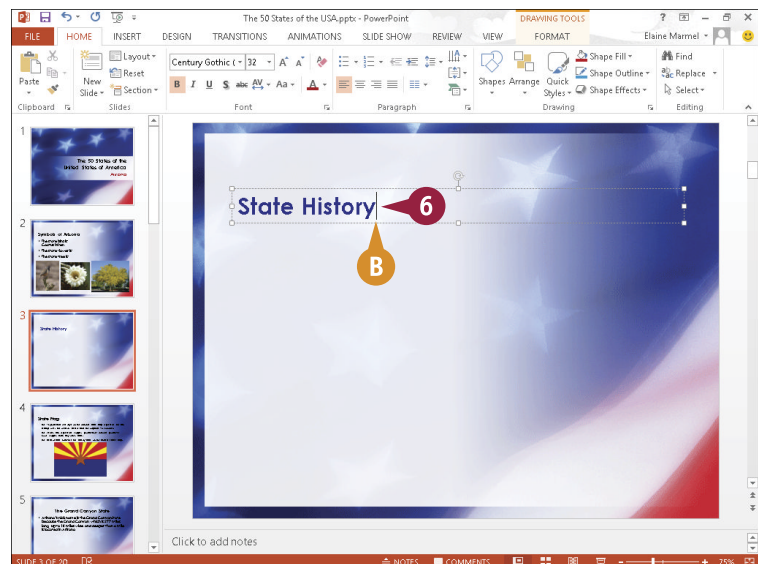 The 50 States of the USA.pptx - PowerPoint
DRAWING TOOLS
FILE HOME INSERT DESIGN TRANSITIONS ANIMATIONS SLIDE SHOW REVIEW VIEW FORMAT Elaine Marmel
Paste
New Slide
Layout
Reset
Section
Century Gothic ( 32
B I U S abc AV Aa A
Shapes Arrange Quick Styles
Shape Fill
Shape Outline
Shape Effects
Find
Replace
Select
Clipboard Slides Font Paragraph Drawing Editing
1
The 50 States of the
United States of America
Arizona
2
Symbols of Arizona
3
State History
4
State Flag
5
The Grand Canyon State
State History
6
B
Click to add notes
SLIDE 3 OF 20 NOTES COMMENTS 75%